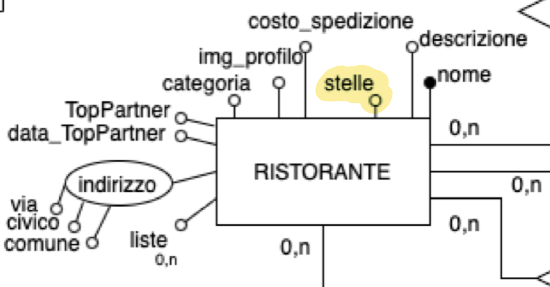 costo_spedizione
descrizione
img_profilo
nome
categoria
stelle
TopPartner
data_TopPartner
0,n
RISTORANTE
indirizzo
0,n
via
civico
comune
liste
0,n
0,n
0,n